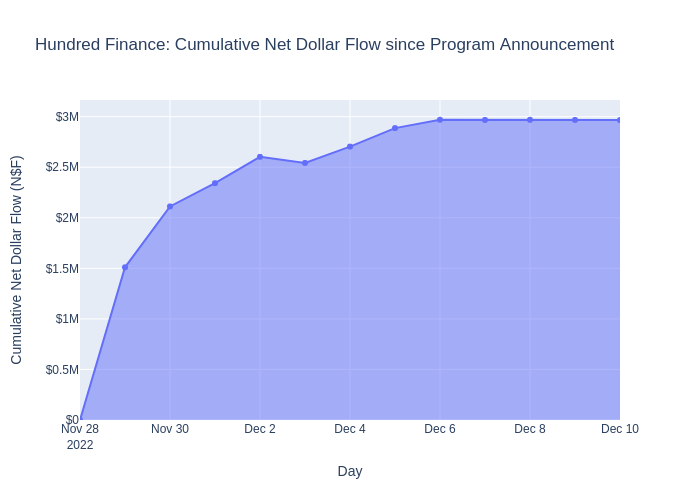 Hundred Finance: Cumulative Net Dollar Flow since Program Announcement
Cumulative Net Dollar Flow (N$F)
$3M
$2.5M
$2M
$1.5M
$1M
$0.5M
$0
Nov 28 Nov 30 Dec 2 Dec 4 Dec 6 Dec 8 Dec 10
2022
Day